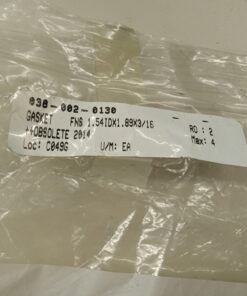 038-002-0130
GASKET FNS 1.54IDX1.89X3/16
**OBSOLETE 2014 RO: 2
Loc: C049G U/M: EA Max: 4